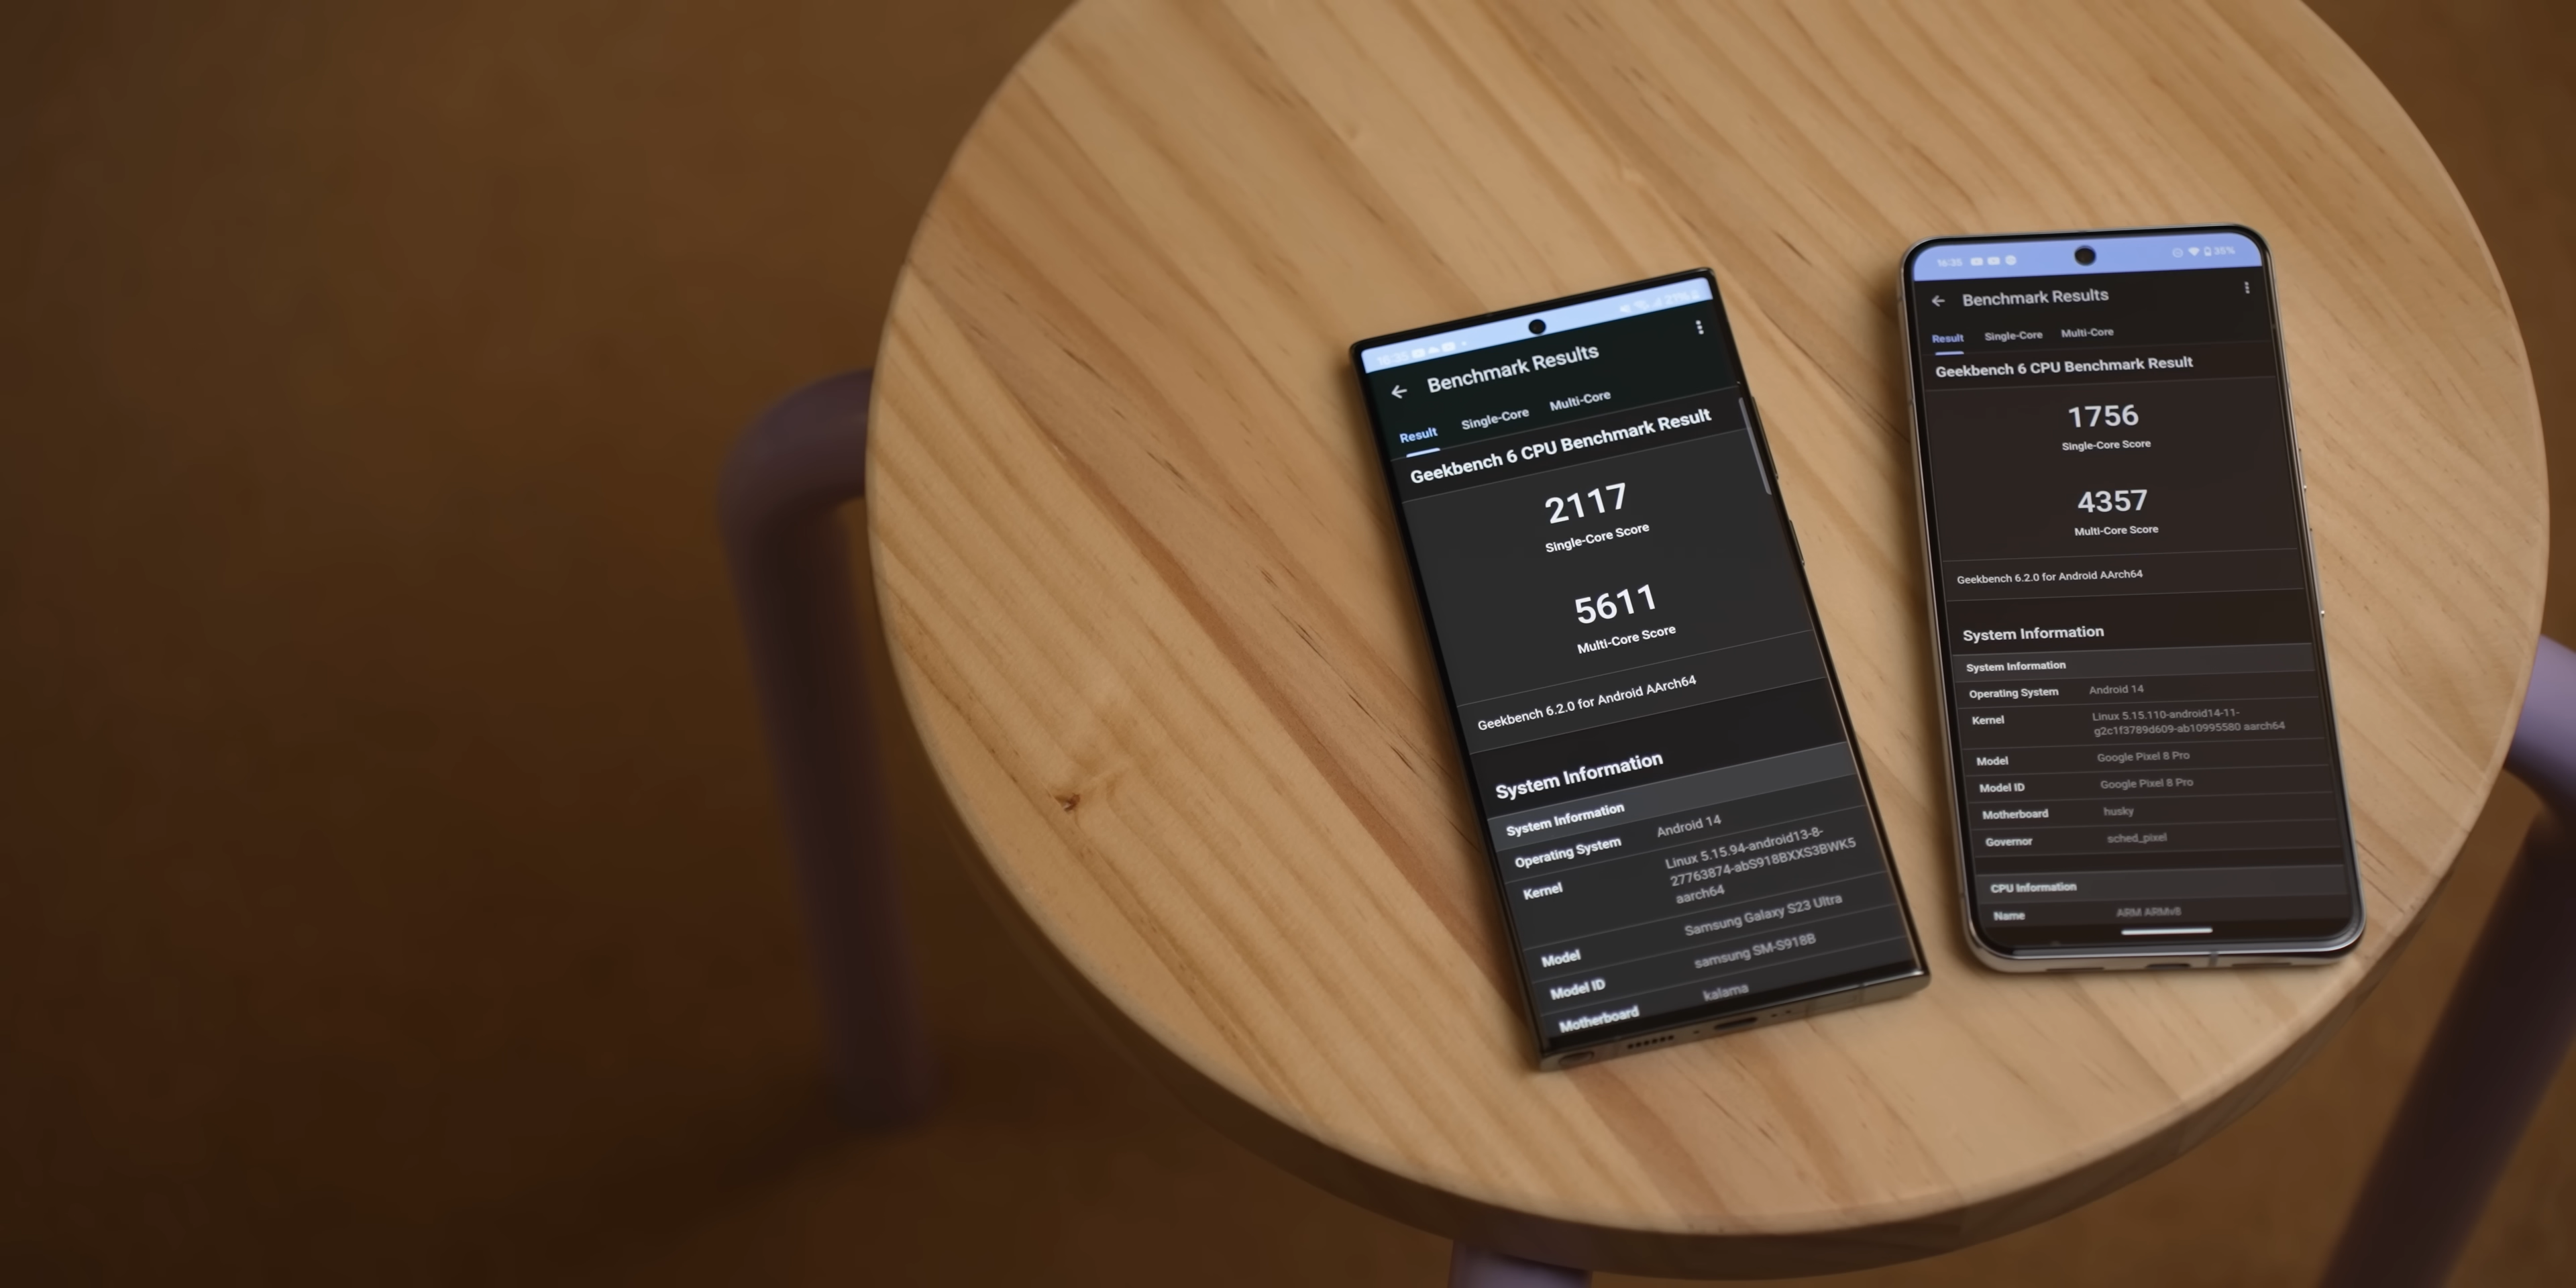 16:35
Benchmark Results
Result Single-Core Multi-Core
Geekbench 6 CPU Benchmark Result
2117
Single-Core Score
5611
Multi-Core Score
Geekbench 6.2.0 for Android AArch64
System Information
System Information
Operating System Android 14
Kernel Linux 5.15.94-android13-8-
27763874-abS918BXXS3BWK5
aarch64
Model Samsung Galaxy S23 Ultra
Model ID samsung SM-S918B
Motherboard kalama
16:35 35%
Benchmark Results
Result Single-Core Multi-Core
Geekbench 6 CPU Benchmark Result
1756
Single-Core Score
4357
Multi-Core Score
Geekbench 6.2.0 for Android AArch64
System Information
System Information
Operating System Android 14
Kernel Linux 5.15.110-android14-11-
g2c1f3789d609-ab10995580 aarch64
Model Google Pixel 8 Pro
Model ID Google Pixel 8 Pro
Motherboard husky
Governor sched_pixel
CPU Information
Name ARM ARMv8